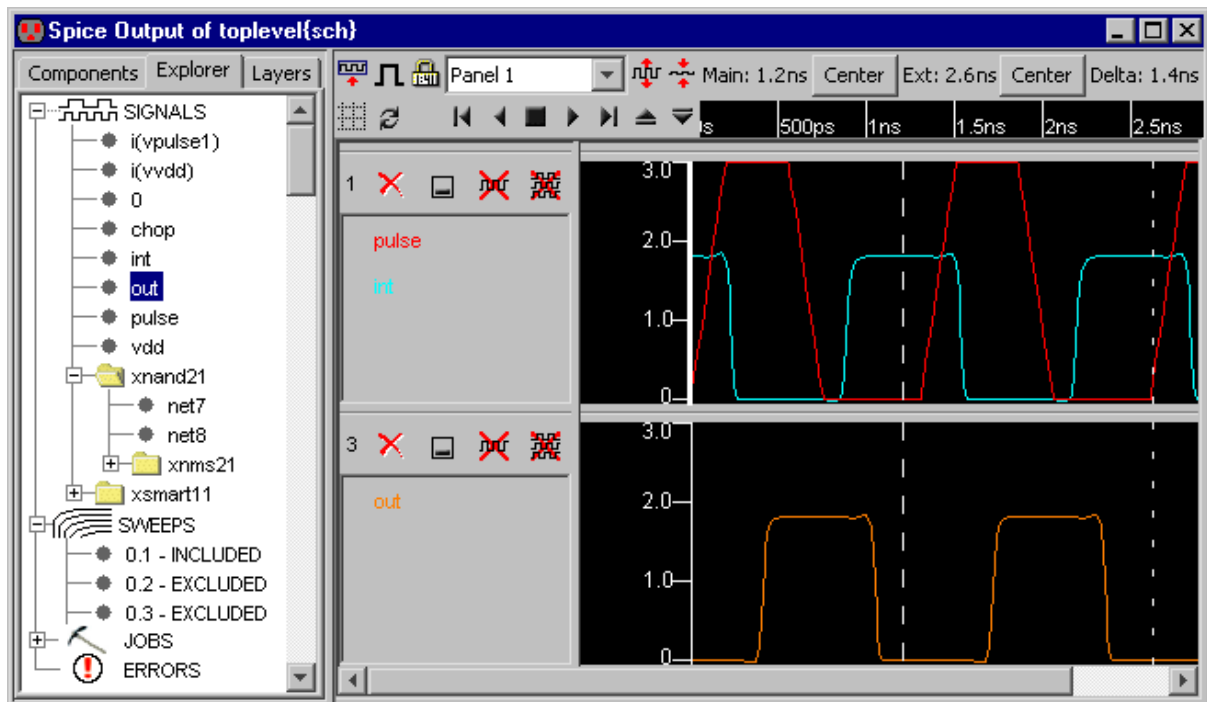 Spice Output of toplevel{sch}
Components Explorer Layers
SIGNALS
i(vpulse1)
i(vvdd)
0
chop
int
out
pulse
vdd
xnand21
net7
net8
xnms21
xsmart11
SWEEPS
0.1 - INCLUDED
0.2 - EXCLUDED
0.3 - EXCLUDED
JOBS
ERRORS
Panel 1 Main: 1.2ns Center Ext: 2.6ns Center Delta: 1.4ns
500ps 1ns 1.5ns 2ns 2.5ns
1
pulse
int
3.0
2.0
1.0
0
3
out
3.0
2.0
1.0
0